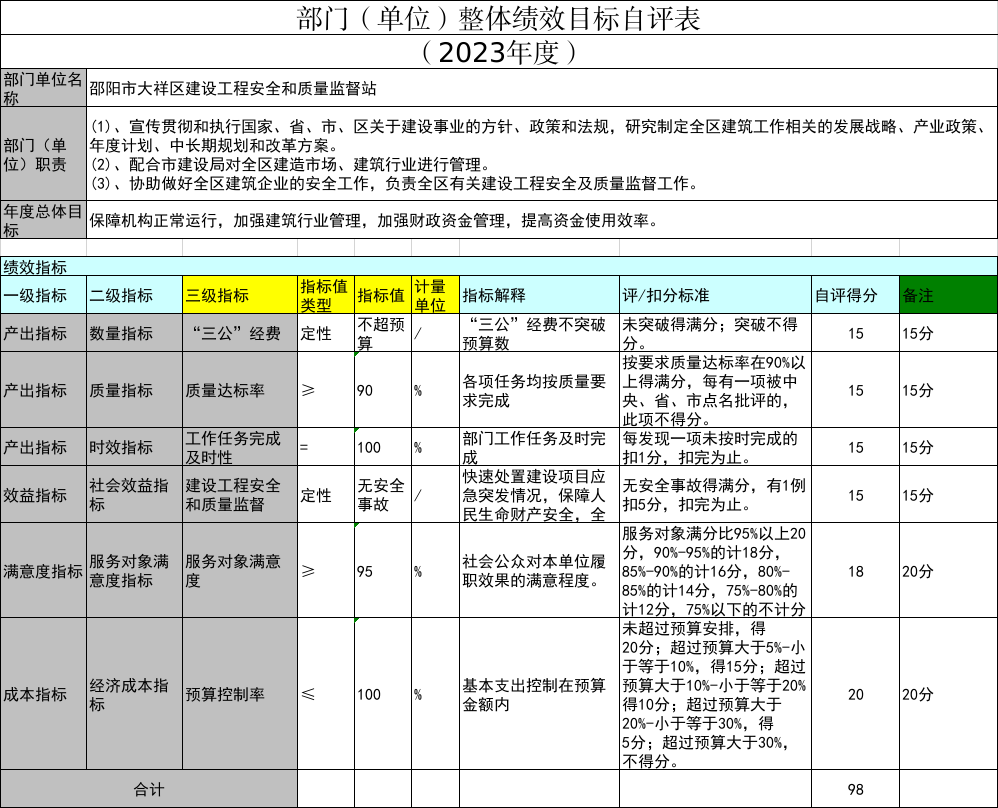 部门（单位）整体绩效目标自评表
（2023年度）
部门单位名
称
邵阳市大祥区建设工程安全和质量监督站
部门（单
位）职责
(1)、宣传贯彻和执行国家、省、市、区关于建设事业的方针、政策和法规，研究制定全区建筑工作相关的发展战略、产业政策、
年度计划、中长期规划和改革方案。
(2)、配合市建设局对全区建造市场、建筑行业进行管理。
(3)、协助做好全区建筑企业的安全工作，负责全区有关建设工程安全及质量监督工作。
年度总体目
标
保障机构正常运行，加强建筑行业管理，加强财政资金管理，提高资金使用效率。
绩效指标
一级指标
二级指标
三级指标
指标值
类型
指标值
计量
单位
指标解释
评/扣分标准
自评得分
备注
产出指标
数量指标
“三公”经费
定性
不超预
算
/
“三公”经费不突破
预算数
未突破得满分；突破不得
分。
15
15分
产出指标
质量指标
质量达标率
≥
90
%
各项任务均按质量要
求完成
按要求质量达标率在90%以
上得满分，每有一项被中
央、省、市点名批评的，
此项不得分。
15
15分
产出指标
时效指标
工作任务完成
及时性
=
100
%
部门工作任务及时完
成
每发现一项未按时完成的
扣1分，扣完为止。
15
15分
效益指标
社会效益指
标
建设工程安全
和质量监督
定性
无安全
事故
/
快速处置建设项目应
急突发情况，保障人
民生命财产安全，全
无安全事故得满分，有1例
扣5分，扣完为止。
15
15分
满意度指标
服务对象满
意度指标
服务对象满意
度
≥
95
%
社会公众对本单位履
职效果的满意程度。
服务对象满分比95%以上20
分，90%-95%的计18分，
85%-90%的计16分，80%-
85%的计14分，75%-80%的
计12分，75%以下的不计分
18
20分
成本指标
经济成本指
标
预算控制率
≤
100
%
基本支出控制在预算
金额内
未超过预算安排，得
20分；超过预算大于5%-小
于等于10%，得15分；超过
预算大于10%-小于等于20%
得10分；超过预算大于
20%-小于等于30%，得
5分；超过预算大于30%，
不得分。
20
20分
合计
98